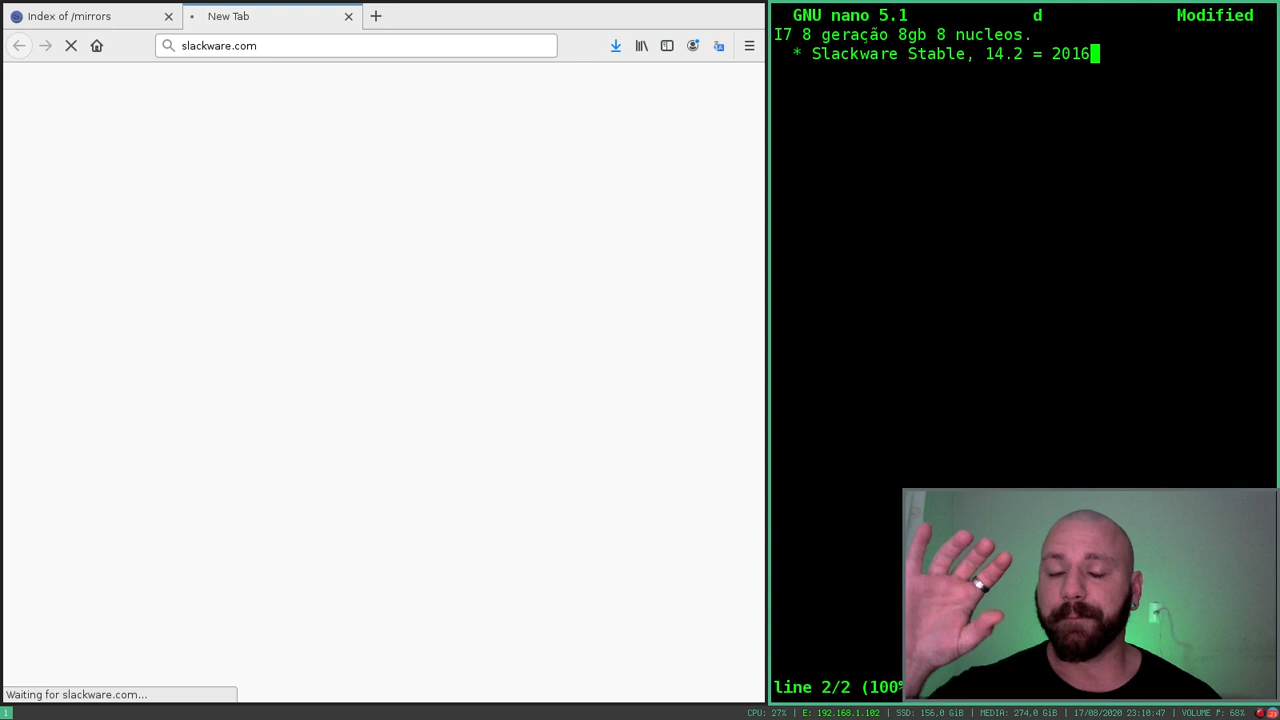 Index of /mirrors
New Tab
slackware.com
Waiting for slackware.com...
GNU nano 5.1 d Modified
I7 8 geração 8gb 8 nucleos.
* Slackware Stable, 14.2 = 2016
line 2/2 (100%
1
CPU: 27% | E: 192.168.1.102 | SSD: 156,0 GiB | MEDIA: 274,0 GiB | 17/08/2020 23:10:47 | VOLUME ♪: 68%